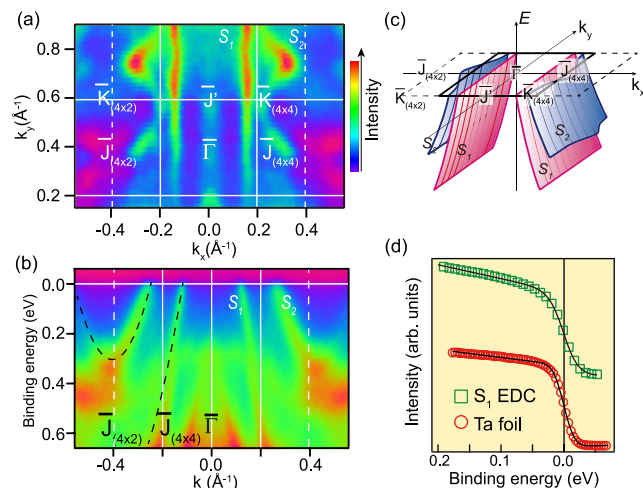 (a)
S1
S2
0.8
0.6
0.4
0.2
ky(Å-1)
K̅(4x2)
J̅'
K̅(4x4)
J̅(4x2)
Γ̅
J̅(4x4)
-0.4
-0.2
0.0
0.2
0.4
kx(Å-1)
Intensity
(b)
0.0
0.2
0.4
0.6
Binding energy (eV)
S1
S2
J̅(4x2)
J̅(4x4)
Γ̅
-0.4
-0.2
0
0.2
0.4
k (Å-1)
(c)
E
ky
kx
J̅(4x2)
Γ̅
J̅(4x4)
K̅(4x2)
J̅'
K̅(4x4)
S2
S1
S1
S2
(d)
Intensity (arb. units)
S1 EDC
Ta foil
0.2
0.1
0.0
Binding energy (eV)